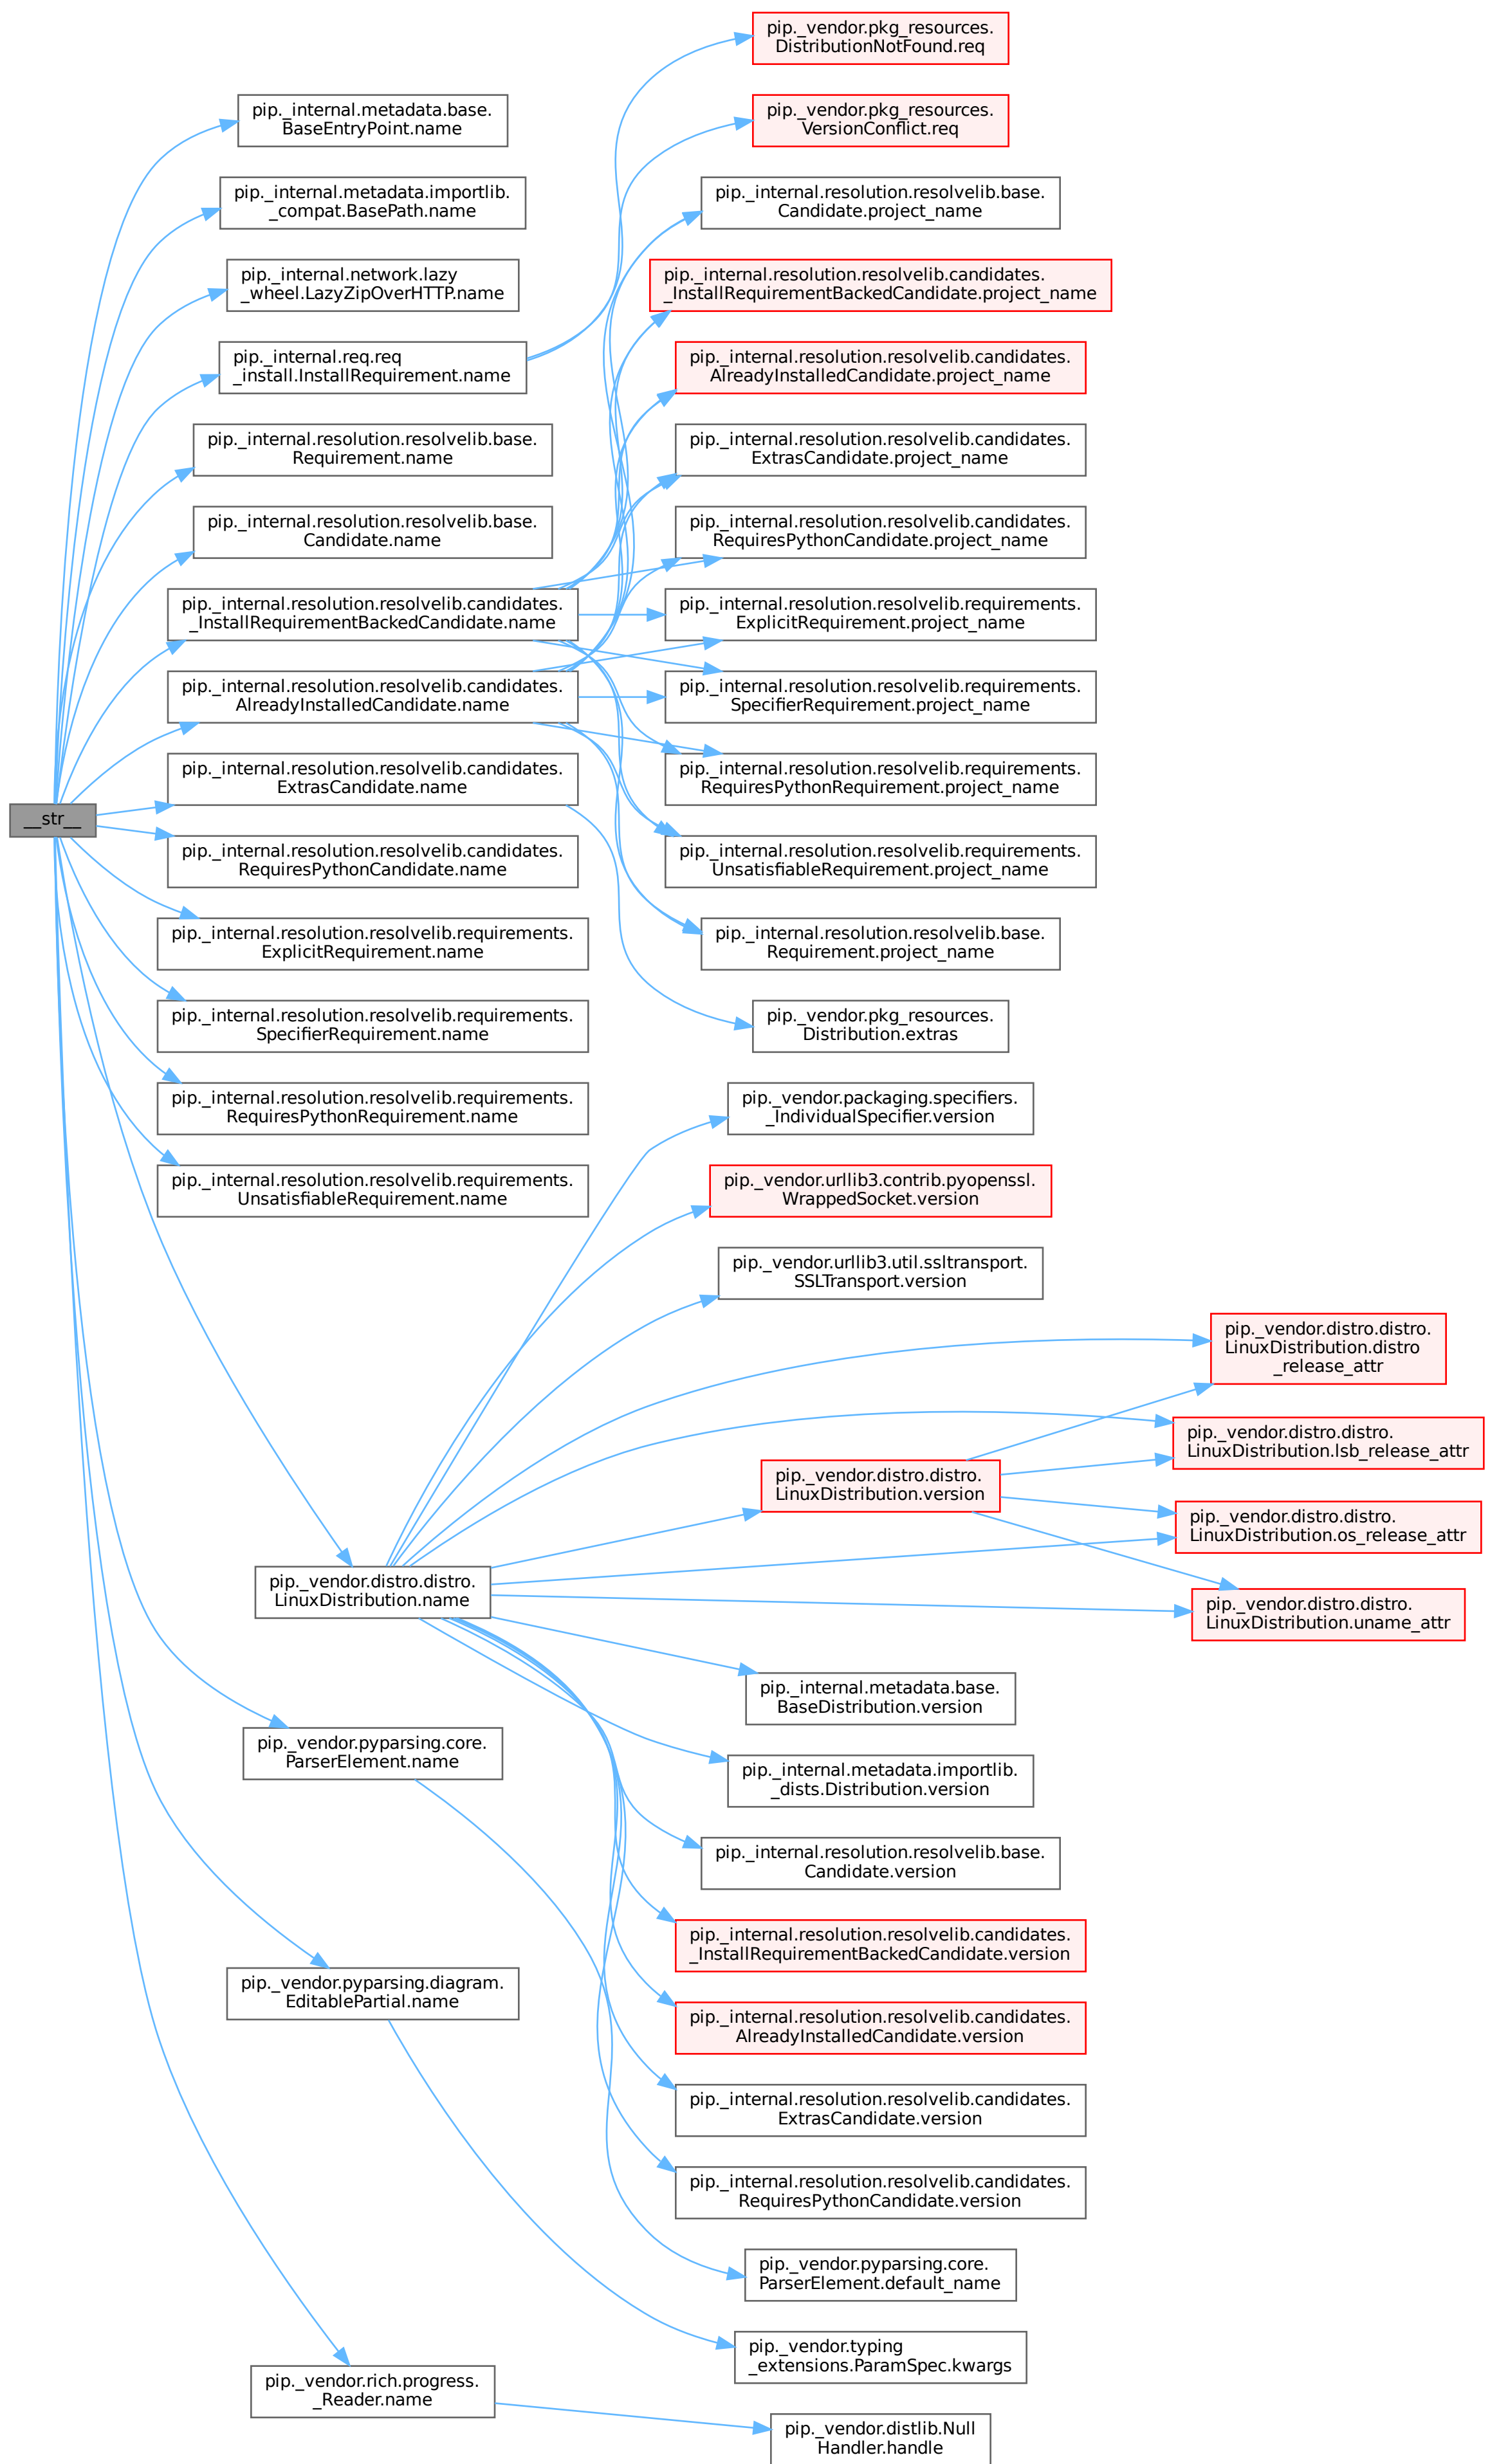 __str__
pip._internal.metadata.base.
BaseEntryPoint.name
pip._internal.metadata.importlib.
_compat.BasePath.name
pip._internal.network.lazy
_wheel.LazyZipOverHTTP.name
pip._internal.req.req
_install.InstallRequirement.name
pip._internal.resolution.resolvelib.base.
Requirement.name
pip._internal.resolution.resolvelib.base.
Candidate.name
pip._internal.resolution.resolvelib.candidates.
_InstallRequirementBackedCandidate.name
pip._internal.resolution.resolvelib.candidates.
AlreadyInstalledCandidate.name
pip._internal.resolution.resolvelib.candidates.
ExtrasCandidate.name
pip._internal.resolution.resolvelib.candidates.
RequiresPythonCandidate.name
pip._internal.resolution.resolvelib.requirements.
ExplicitRequirement.name
pip._internal.resolution.resolvelib.requirements.
SpecifierRequirement.name
pip._internal.resolution.resolvelib.requirements.
RequiresPythonRequirement.name
pip._internal.resolution.resolvelib.requirements.
UnsatisfiableRequirement.name
pip._vendor.distro.distro.
LinuxDistribution.name
pip._vendor.pyparsing.core.
ParserElement.name
pip._vendor.pyparsing.diagram.
EditablePartial.name
pip._vendor.rich.progress.
_Reader.name
pip._vendor.pkg_resources.
DistributionNotFound.req
pip._vendor.pkg_resources.
VersionConflict.req
pip._internal.resolution.resolvelib.base.
Candidate.project_name
pip._internal.resolution.resolvelib.candidates.
_InstallRequirementBackedCandidate.project_name
pip._internal.resolution.resolvelib.candidates.
AlreadyInstalledCandidate.project_name
pip._internal.resolution.resolvelib.candidates.
ExtrasCandidate.project_name
pip._internal.resolution.resolvelib.candidates.
RequiresPythonCandidate.project_name
pip._internal.resolution.resolvelib.requirements.
ExplicitRequirement.project_name
pip._internal.resolution.resolvelib.requirements.
SpecifierRequirement.project_name
pip._internal.resolution.resolvelib.requirements.
RequiresPythonRequirement.project_name
pip._internal.resolution.resolvelib.requirements.
UnsatisfiableRequirement.project_name
pip._internal.resolution.resolvelib.base.
Requirement.project_name
pip._vendor.pkg_resources.
Distribution.extras
pip._vendor.packaging.specifiers.
_IndividualSpecifier.version
pip._vendor.urllib3.contrib.pyopenssl.
WrappedSocket.version
pip._vendor.urllib3.util.ssltransport.
SSLTransport.version
pip._vendor.distro.distro.
LinuxDistribution.version
pip._internal.metadata.base.
BaseDistribution.version
pip._internal.metadata.importlib.
_dists.Distribution.version
pip._internal.resolution.resolvelib.base.
Candidate.version
pip._internal.resolution.resolvelib.candidates.
_InstallRequirementBackedCandidate.version
pip._internal.resolution.resolvelib.candidates.
AlreadyInstalledCandidate.version
pip._internal.resolution.resolvelib.candidates.
ExtrasCandidate.version
pip._internal.resolution.resolvelib.candidates.
RequiresPythonCandidate.version
pip._vendor.pyparsing.core.
ParserElement.default_name
pip._vendor.typing
_extensions.ParamSpec.kwargs
pip._vendor.distlib.Null
Handler.handle
pip._vendor.distro.distro.
LinuxDistribution.distro
_release_attr
pip._vendor.distro.distro.
LinuxDistribution.lsb_release_attr
pip._vendor.distro.distro.
LinuxDistribution.os_release_attr
pip._vendor.distro.distro.
LinuxDistribution.uname_attr